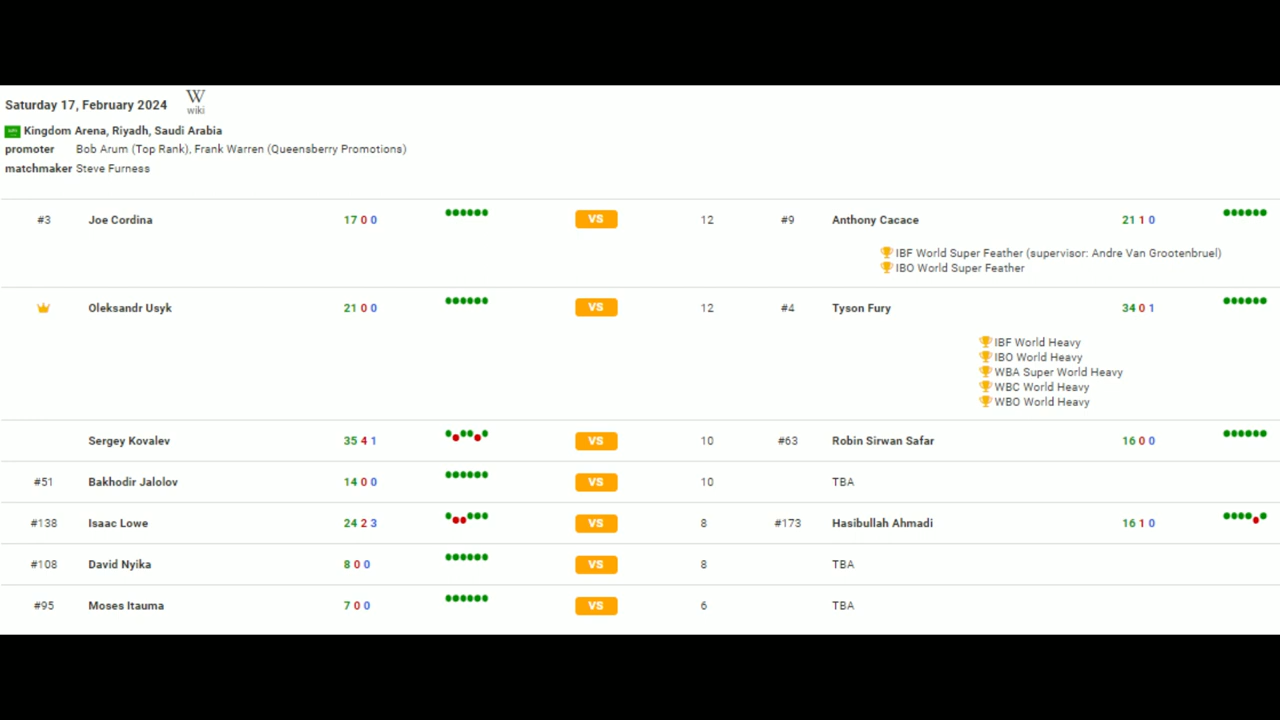 Saturday 17, February 2024 W wiki
Kingdom Arena, Riyadh, Saudi Arabia
promoter Bob Arum (Top Rank), Frank Warren (Queensberry Promotions)
matchmaker Steve Furness
#3 Joe Cordina 17 0 0 VS 12 #9 Anthony Cacace 21 1 0
IBF World Super Feather (supervisor: Andre Van Grootenbruel)
IBO World Super Feather
Oleksandr Usyk 21 0 0 VS 12 #4 Tyson Fury 34 0 1
IBF World Heavy
IBO World Heavy
WBA Super World Heavy
WBC World Heavy
WBO World Heavy
Sergey Kovalev 35 4 1 VS 10 #63 Robin Sirwan Safar 16 0 0
#51 Bakhodir Jalolov 14 0 0 VS 10 TBA
#138 Isaac Lowe 24 2 3 VS 8 #173 Hasibullah Ahmadi 16 1 0
#108 David Nyika 8 0 0 VS 8 TBA
#95 Moses Itauma 7 0 0 VS 6 TBA